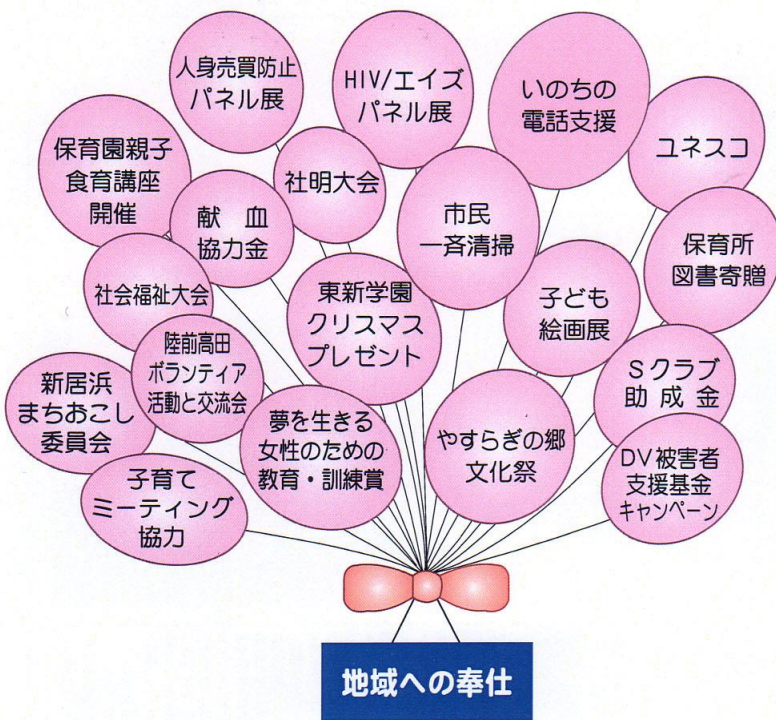 人身売買防止
パネル展
HIV/エイズ
パネル展
いのちの
電話支援
ユネスコ
保育園親子
食育講座
開催
献　血
協力金
社明大会
市民
一斉清掃
保育所
図書寄贈
社会福祉大会
東新学園
クリスマス
プレゼント
子ども
絵画展
陸前高田
ボランティア
活動と交流会
新居浜
まちおこし
委員会
夢を生きる
女性のための
教育・訓練賞
やすらぎの郷
文化祭
Sクラブ
助 成 金
子育て
ミーティング
協力
DV被害者
支援基金
キャンペーン
地域への奉仕